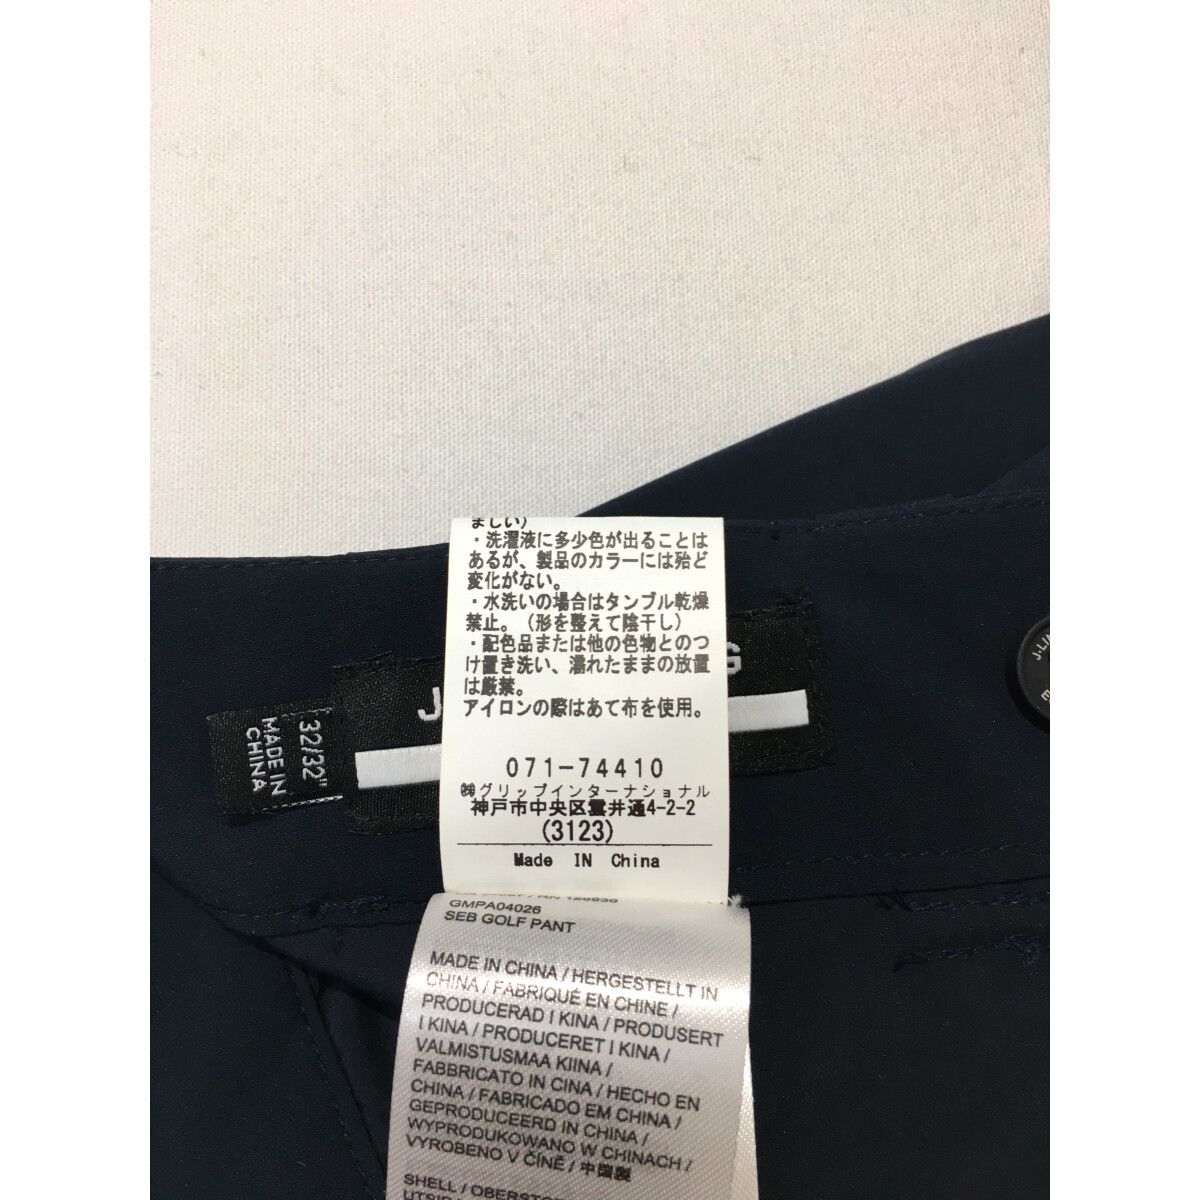 ましい)
・洗濯液に多少色が出ることは
あるが、製品のカラーには殆ど
変化がない。
・水洗いの場合はタンブル乾燥
禁止。(形を整えて陰干し)
・配色品または他の色物とのつ
け置き洗い、濡れたままの放置
は厳禁。
アイロンの際はあて布を使用。
071-74410
㈱グリップインターナショナル
神戸市中央区雲井通4-2-2
(3123)
Made IN China
J
G
32/32"
MADE IN
CHINA
J-LIN
GMPA04026
SEB GOLF PANT
MADE IN CHINA / HERGESTELLT IN
CHINA / FABRIQUÉ EN CHINE /
PRODUCERAD I KINA / PRODUSERT
I KINA / PRODUCERET I KINA /
VALMISTUSMAA KIINA /
FABBRICATO IN CINA / HECHO EN
CHINA / FABRICADO EM CHINA /
GEPRODUCEERD IN CHINA /
WYPRODUKOWANO W CHINACH /
VYROBENO V ČÍNĚ / 中国製
SHELL / OBERSTO